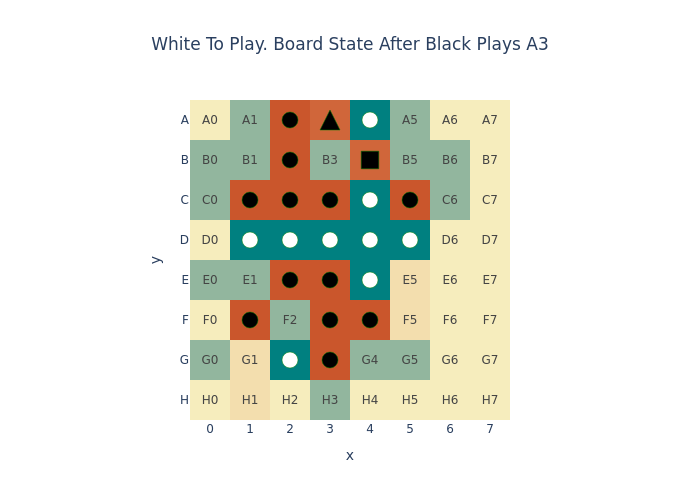 White To Play. Board State After Black Plays A3
A A0 A1 A5 A6 A7
B B0 B1 B3 B5 B6 B7
C C0 C6 C7
D D0 D6 D7
E E0 E1 E5 E6 E7
F F0 F2 F5 F6 F7
G G0 G1 G4 G5 G6 G7
H H0 H1 H2 H3 H4 H5 H6 H7
0 1 2 3 4 5 6 7
x
y